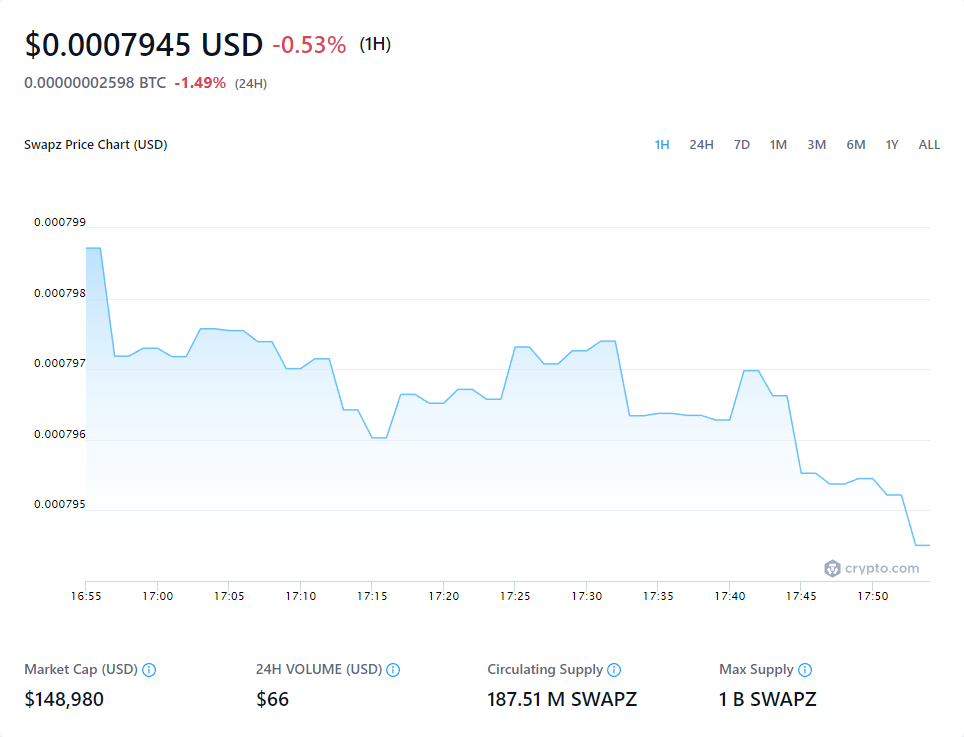 $0.0007945 USD -0.53% (1H)
0.00000002598 BTC -1.49% (24H)
Swapz Price Chart (USD) 1H 24H 7D 1M 3M 6M 1Y ALL
0.000799
0.000798
0.000797
0.000796
0.000795
crypto.com
16:55 17:00 17:05 17:10 17:15 17:20 17:25 17:30 17:35 17:40 17:45 17:50
Market Cap (USD) 24H VOLUME (USD) Circulating Supply Max Supply
$148,980 $66 187.51 M SWAPZ 1 B SWAPZ